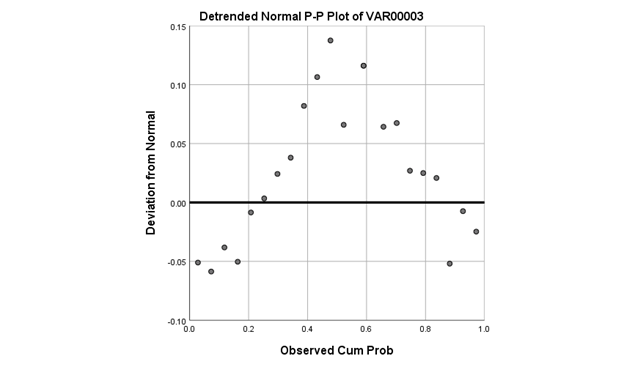 Detrended Normal P-P Plot of VAR00003
Deviation from Normal
0.15
0.10
0.05
0.00
-0.05
-0.10
0.0 0.2 0.4 0.6 0.8 1.0
Observed Cum Prob